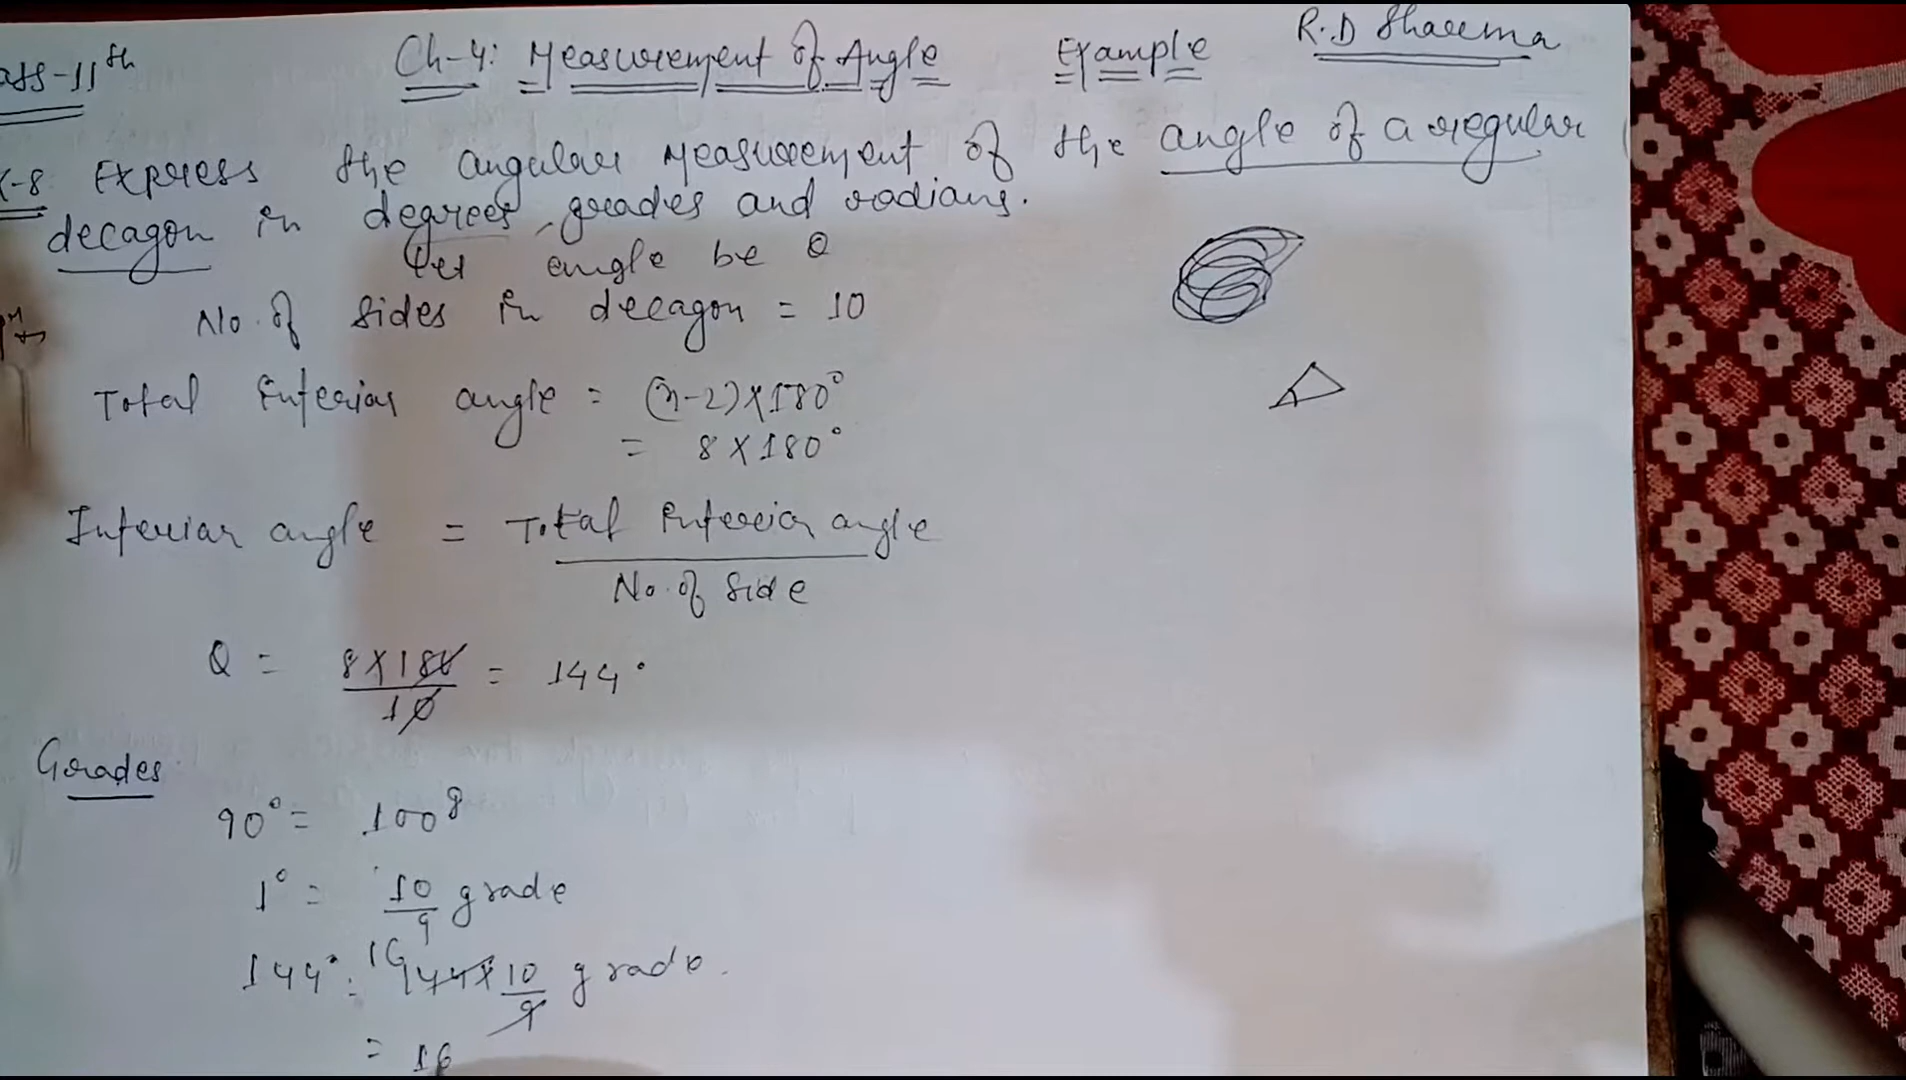 ass-11th Ch-4: Measurement of Angle Example R.D Sharma
x-8 Express the angular measurement of the angle of a regular
decagon in degrees, grades and radians.
Let angle be θ
No. of sides in decagon = 10
Total interior angle = (n-2)×180°
= 8×180°
Interior angle = Total interior angle
No. of side
θ = 8×180 = 144°
10
Grades
90° = 100g
1° = 10 grade
9
16
144° = 144×10 grade.
9
= 16